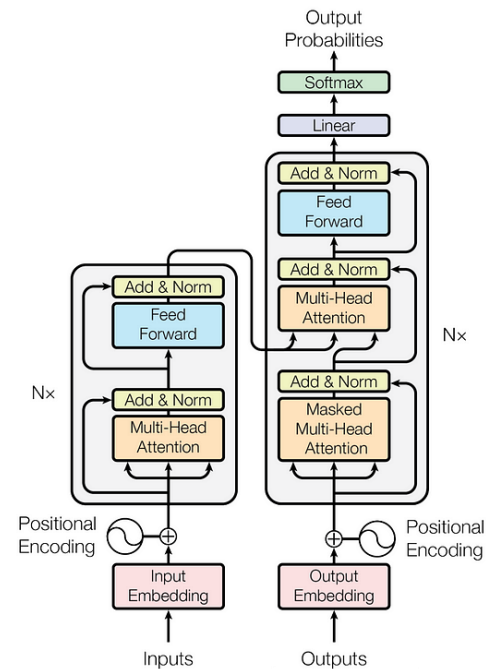 Output
Probabilities
Softmax
Linear
Add & Norm
Feed
Forward
Add & Norm
Multi-Head
Attention
Add & Norm
Masked
Multi-Head
Attention
N×
Add & Norm
Feed
Forward
N×
Add & Norm
Multi-Head
Attention
Positional
Encoding
Positional
Encoding
Input
Embedding
Output
Embedding
Inputs
Outputs